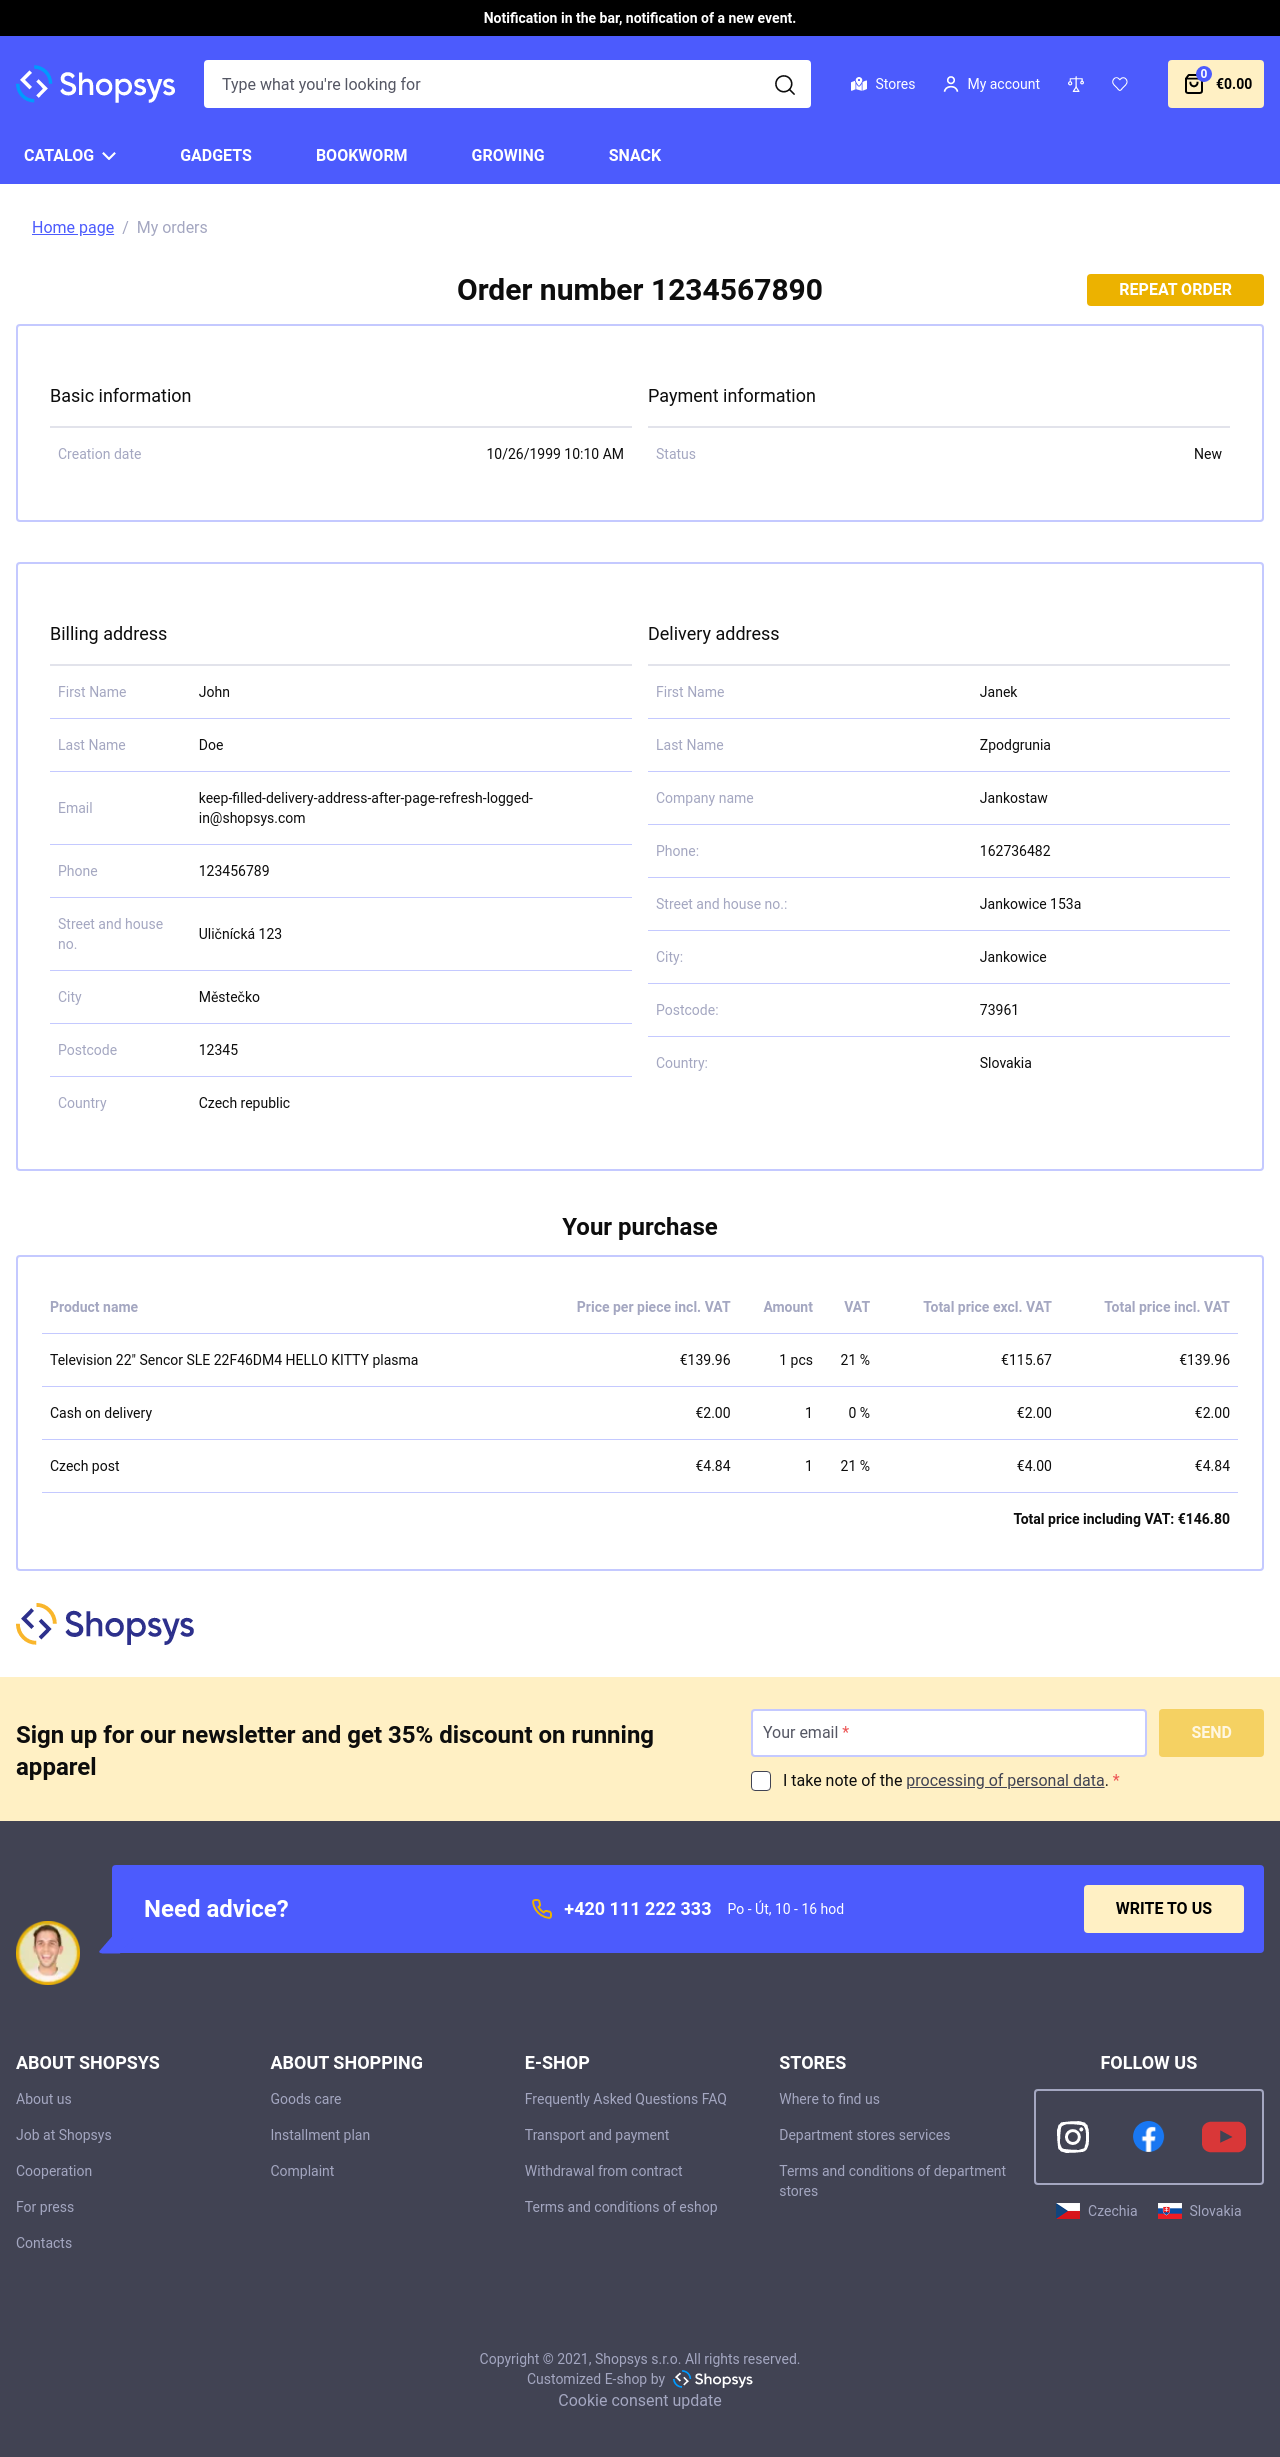 Notification in the bar, notification of a new event.
Shopsys
Type what you're looking for
Stores
My account
0
€0.00
CATALOG
GADGETS
BOOKWORM
GROWING
SNACK
Home page / My orders
Order number 1234567890
REPEAT ORDER
Basic information
Creation date 10/26/1999 10:10 AM
Payment information
Status New
Billing address
First Name John
Last Name Doe
Email keep-filled-delivery-address-after-page-refresh-logged-
in@shopsys.com
Phone 123456789
Street and house
no.
Uličnícká 123
City Městečko
Postcode 12345
Country Czech republic
Delivery address
First Name Janek
Last Name Zpodgrunia
Company name Jankostaw
Phone: 162736482
Street and house no.: Jankowice 153a
City: Jankowice
Postcode: 73961
Country: Slovakia
Your purchase
Product name Price per piece incl. VAT Amount VAT Total price excl. VAT Total price incl. VAT
Television 22" Sencor SLE 22F46DM4 HELLO KITTY plasma €139.96 1 pcs 21 % €115.67 €139.96
Cash on delivery €2.00 1 0 % €2.00 €2.00
Czech post €4.84 1 21 % €4.00 €4.84
Total price including VAT: €146.80
Shopsys
Sign up for our newsletter and get 35% discount on running
apparel
Your email *
SEND
I take note of the processing of personal data. *
Need advice?
+420 111 222 333
Po - Út, 10 - 16 hod
WRITE TO US
ABOUT SHOPSYS
About us
Job at Shopsys
Cooperation
For press
Contacts
ABOUT SHOPPING
Goods care
Installment plan
Complaint
E-SHOP
Frequently Asked Questions FAQ
Transport and payment
Withdrawal from contract
Terms and conditions of eshop
STORES
Where to find us
Department stores services
Terms and conditions of department
stores
FOLLOW US
Czechia
Slovakia
Copyright © 2021, Shopsys s.r.o. All rights reserved.
Customized E-shop by Shopsys
Cookie consent update